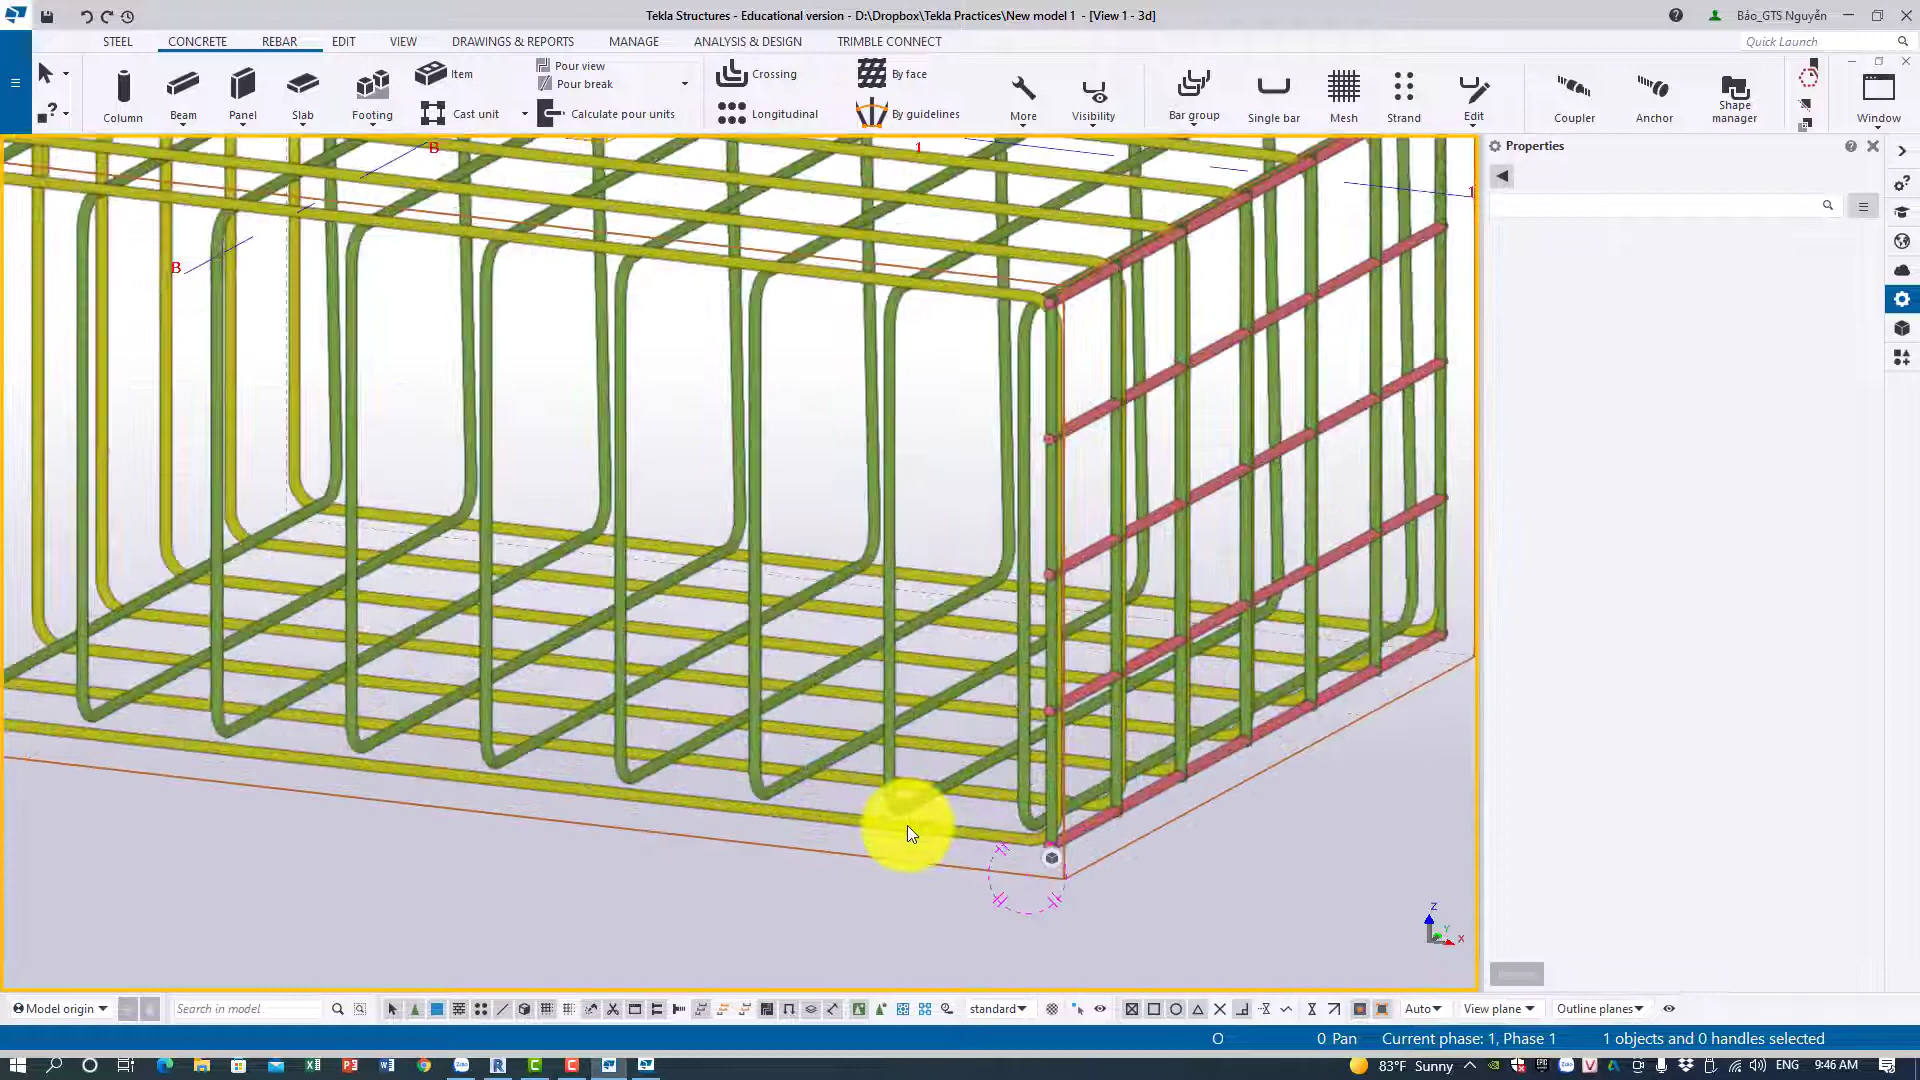 Tekla Structures - Educational version - D:\Dropbox\Tekla Practices\New model 1 - [View 1 - 3d]
Bảo_GTS Nguyễn
STEEL CONCRETE REBAR EDIT VIEW DRAWINGS & REPORTS MANAGE ANALYSIS & DESIGN TRIMBLE CONNECT
Quick Launch
Item Pour view Crossing By face
Pour break
Column Beam Panel Slab Footing Cast unit Calculate pour units Longitudinal By guidelines More Visibility Bar group Single bar Mesh Strand Edit Coupler Anchor Shape manager Window
Properties
B
1
1
B
Z
Y
X
Model origin
Search in model
standard
Auto
View plane
Outline planes
O
0 Pan
Current phase: 1, Phase 1
1 objects and 0 handles selected
83°F Sunny
ENG
9:46 AM